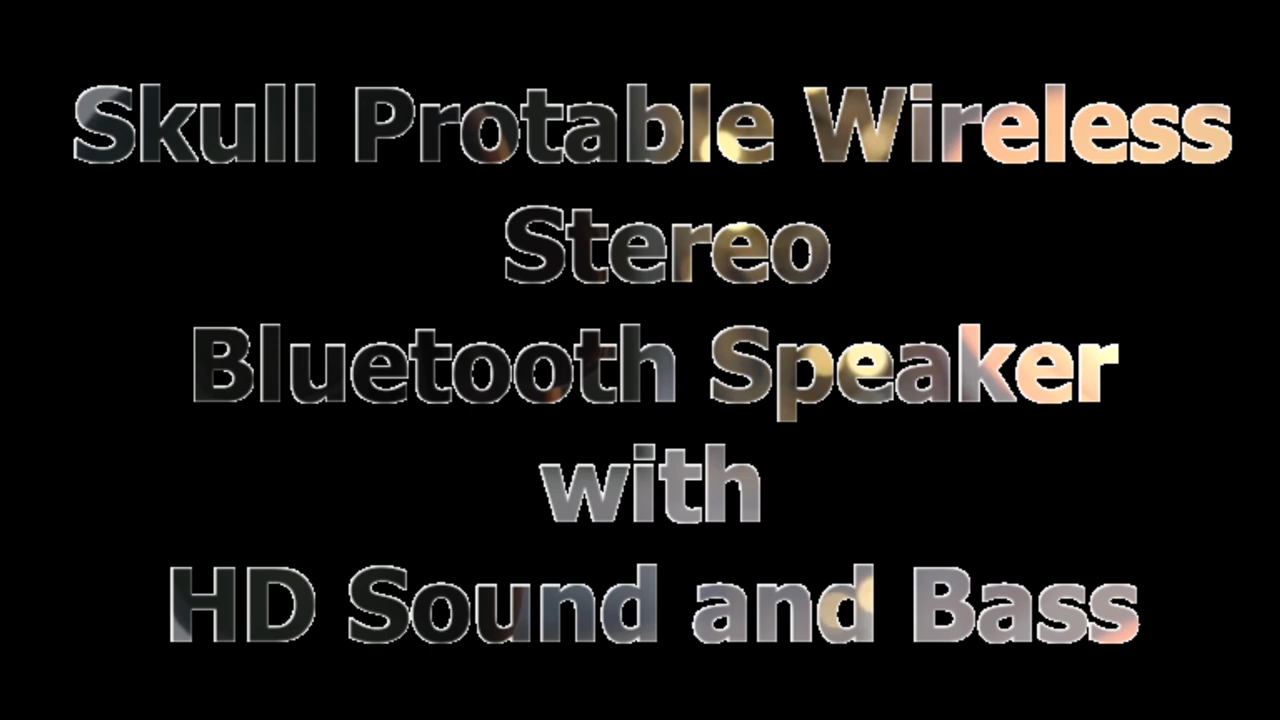 Skull Protable Wireless
Stereo
Bluetooth Speaker
with
HD Sound and Bass